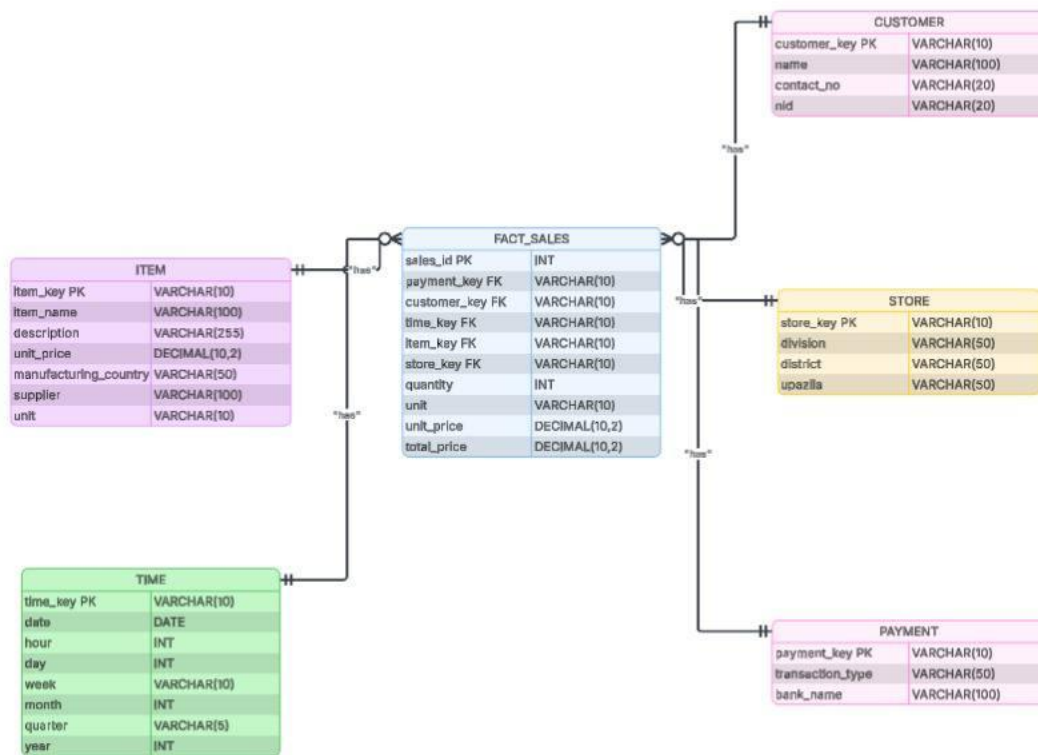 CUSTOMER
customer_key PK VARCHAR(10)
name VARCHAR(100)
contact_no VARCHAR(20)
nid VARCHAR(20)
"has"
FACT_SALES
sales_id PK INT
payment_key FK VARCHAR(10)
customer_key FK VARCHAR(10)
time_key FK VARCHAR(10)
item_key FK VARCHAR(10)
store_key FK VARCHAR(10)
quantity INT
unit VARCHAR(10)
unit_price DECIMAL(10,2)
total_price DECIMAL(10,2)
ITEM
item_key PK VARCHAR(10)
item_name VARCHAR(100)
description VARCHAR(255)
unit_price DECIMAL(10,2)
manufacturing_country VARCHAR(50)
supplier VARCHAR(100)
unit VARCHAR(10)
"has"
"has"
STORE
store_key PK VARCHAR(10)
division VARCHAR(50)
district VARCHAR(50)
upazila VARCHAR(50)
"has"
"has"
TIME
time_key PK VARCHAR(10)
date DATE
hour INT
day INT
week VARCHAR(10)
month INT
quarter VARCHAR(5)
year INT
PAYMENT
payment_key PK VARCHAR(10)
transaction_type VARCHAR(50)
bank_name VARCHAR(100)